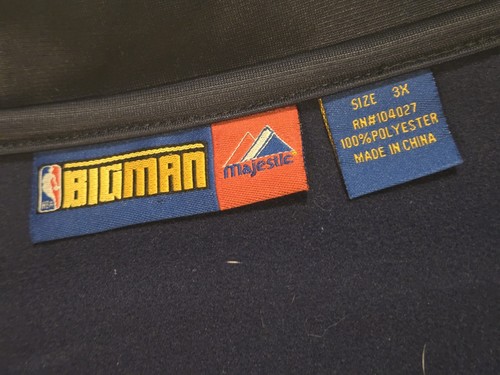 BIGMAN
majestic
SIZE 3X
RN#104027
100%POLYESTER
MADE IN CHINA